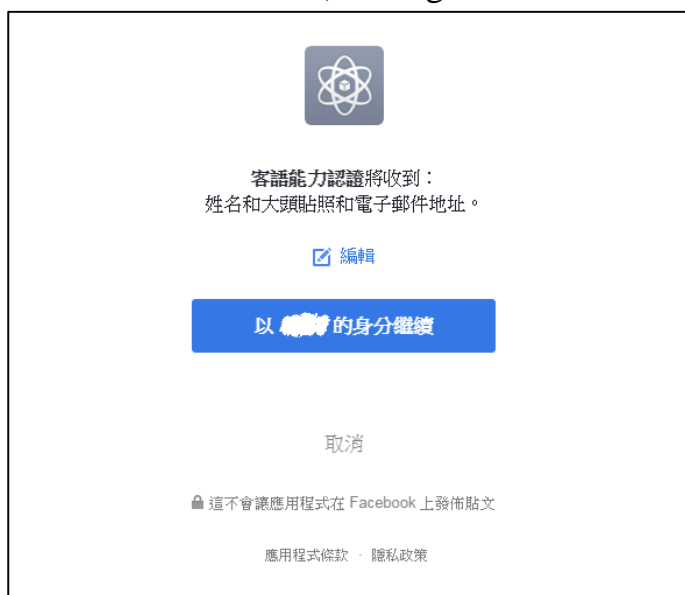 客語能力認證將收到：
姓名和大頭貼照和電子郵件地址。
編輯
以 的身分繼續
取消
這不會讓應用程式在 Facebook 上發佈貼文
應用程式條款 · 隱私政策